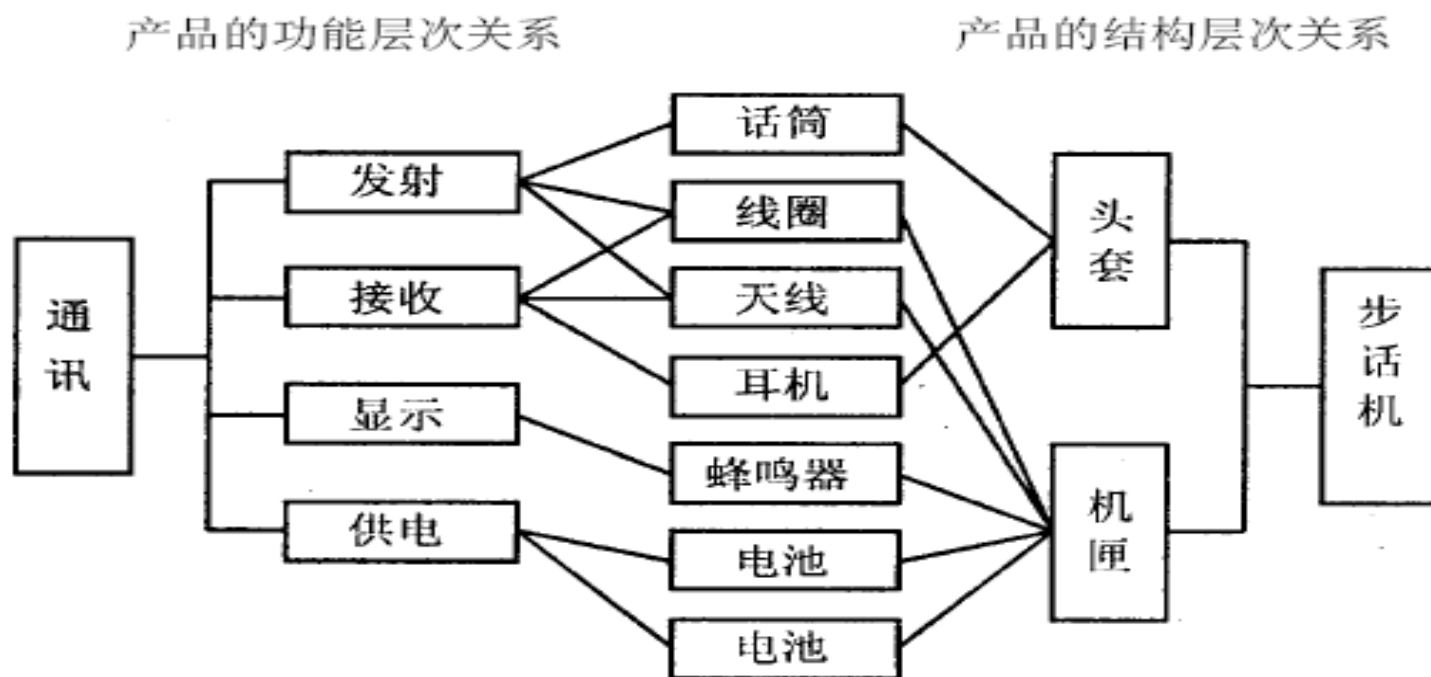 产品的功能层次关系
产品的结构层次关系
通讯
发射
接收
显示
供电
话筒
线圈
天线
耳机
蜂鸣器
电池
电池
头套
机匣
步话机